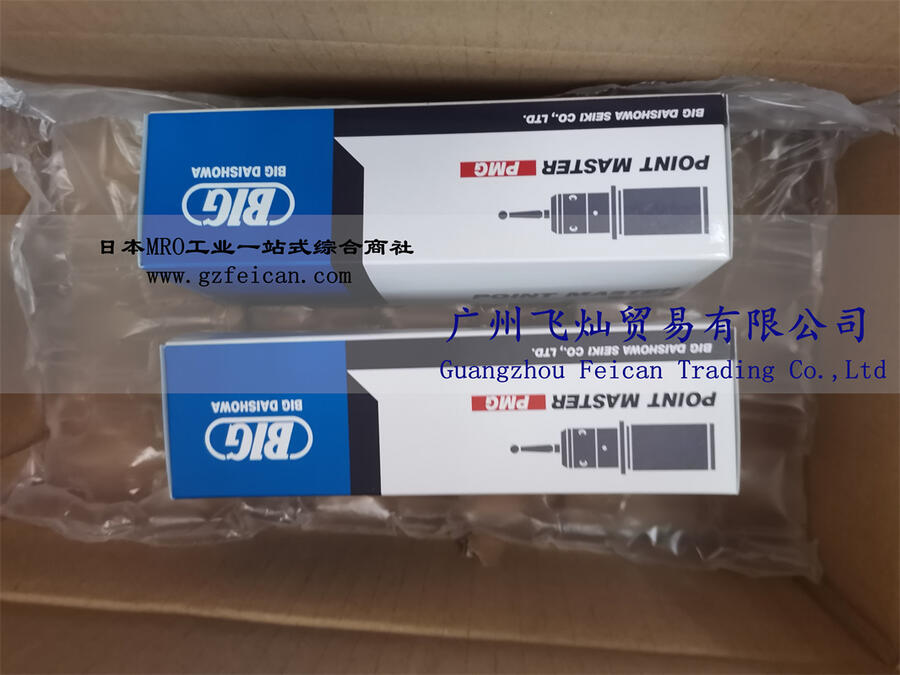 BIG DAISHOWA SEIKI CO., LTD.
POINT MASTER PMG
BIG
BIG DAISHOWA
POINT MASTER
日本MRO工业一站式综合商社
www.gzfeican.com
广州飞灿贸易有限公司
Guangzhou Feican Trading Co.,Ltd
BIG DAISHOWA SEIKI CO., LTD.
POINT MASTER PMG
BIG DAISHOWA
BIG